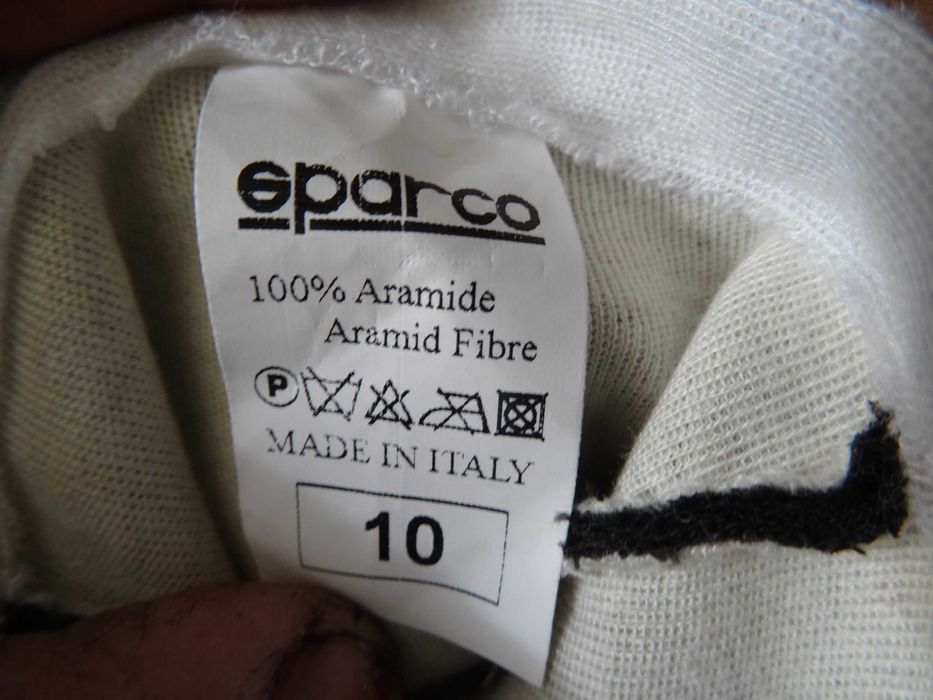 sparco
100% Aramide
Aramid Fibre
P
MADE IN ITALY
10